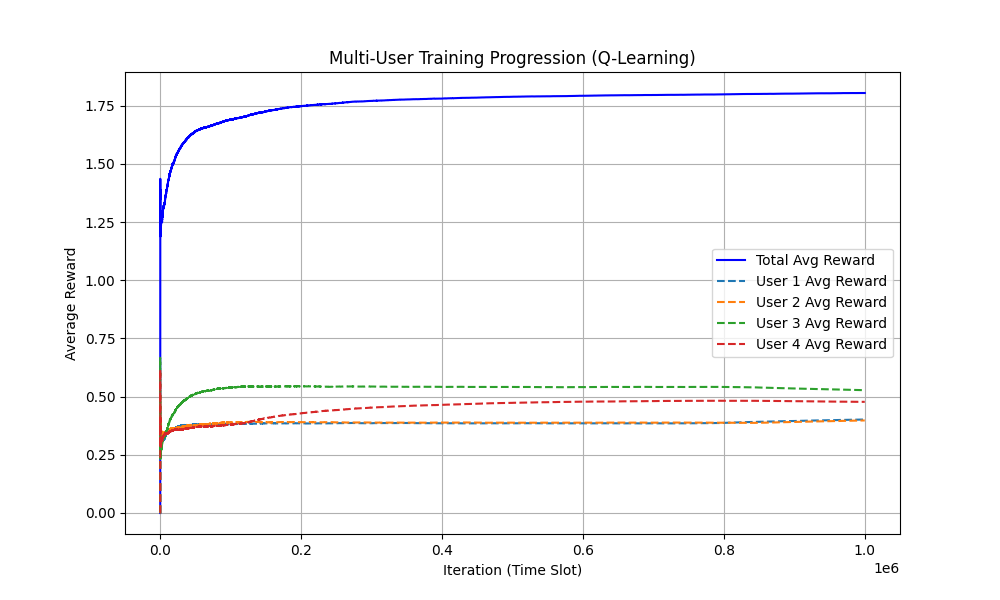 Multi-User Training Progression (Q-Learning)
Average Reward
1.75
1.50
1.25
1.00
0.75
0.50
0.25
0.00
Total Avg Reward
User 1 Avg Reward
User 2 Avg Reward
User 3 Avg Reward
User 4 Avg Reward
0.0 0.2 0.4 0.6 0.8 1.0
1e6
Iteration (Time Slot)